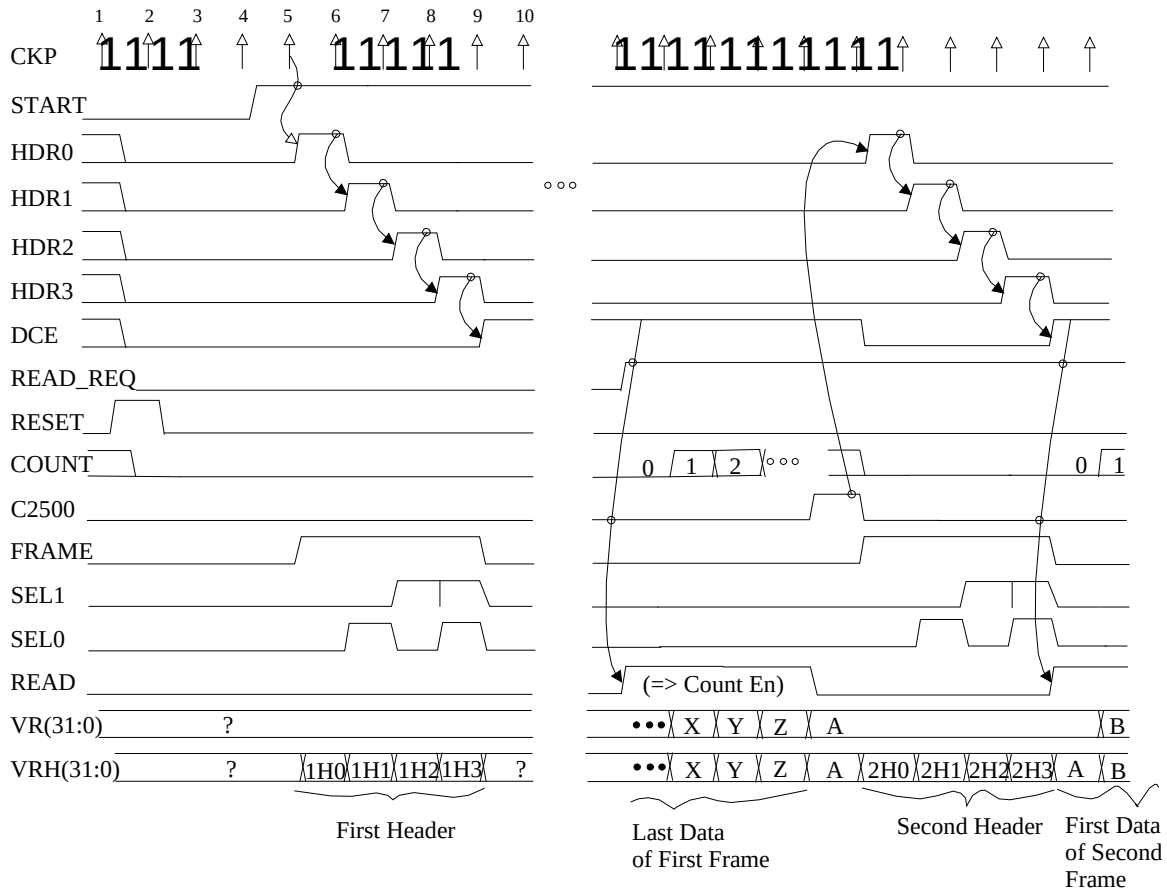 1 2 3 4 5 6 7 8 9 10
CKP 1111 11111 11111111111
START
HDR0
HDR1
HDR2
HDR3
DCE
READ_REQ
RESET
COUNT 0 1 2 0 1
C2500
FRAME
SEL1
SEL0
READ (=> Count En)
VR(31:0) ? X Y Z A B
VRH(31:0) ? 1H0 1H1 1H2 1H3 ? X Y Z A 2H0 2H1 2H2 2H3 A B
First Header
Last Data
of First Frame
Second Header
First Data
of Second
Frame